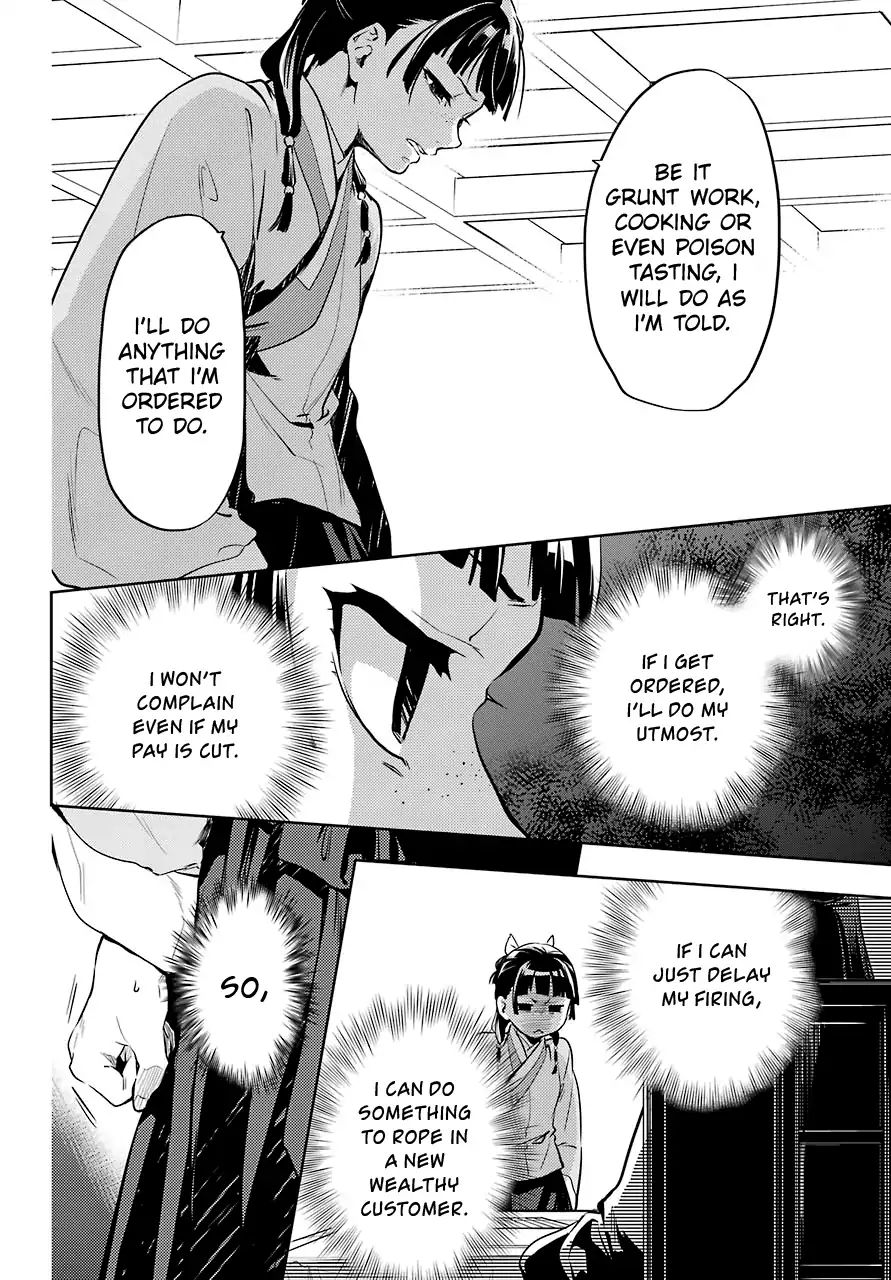 BE IT
GRUNT WORK,
COOKING OR
EVEN POISON
TASTING, I
WILL DO AS
I'M TOLD.
I'LL DO
ANYTHING
THAT I'M
ORDERED
TO DO.
THAT'S
RIGHT.
IF I GET
ORDERED,
I'LL DO MY
UTMOST.
I WON'T
COMPLAIN
EVEN IF MY
PAY IS CUT.
IF I CAN
JUST DELAY
MY FIRING,
I CAN DO
SOMETHING
TO ROPE IN
A NEW
WEALTHY
CUSTOMER.
SO,